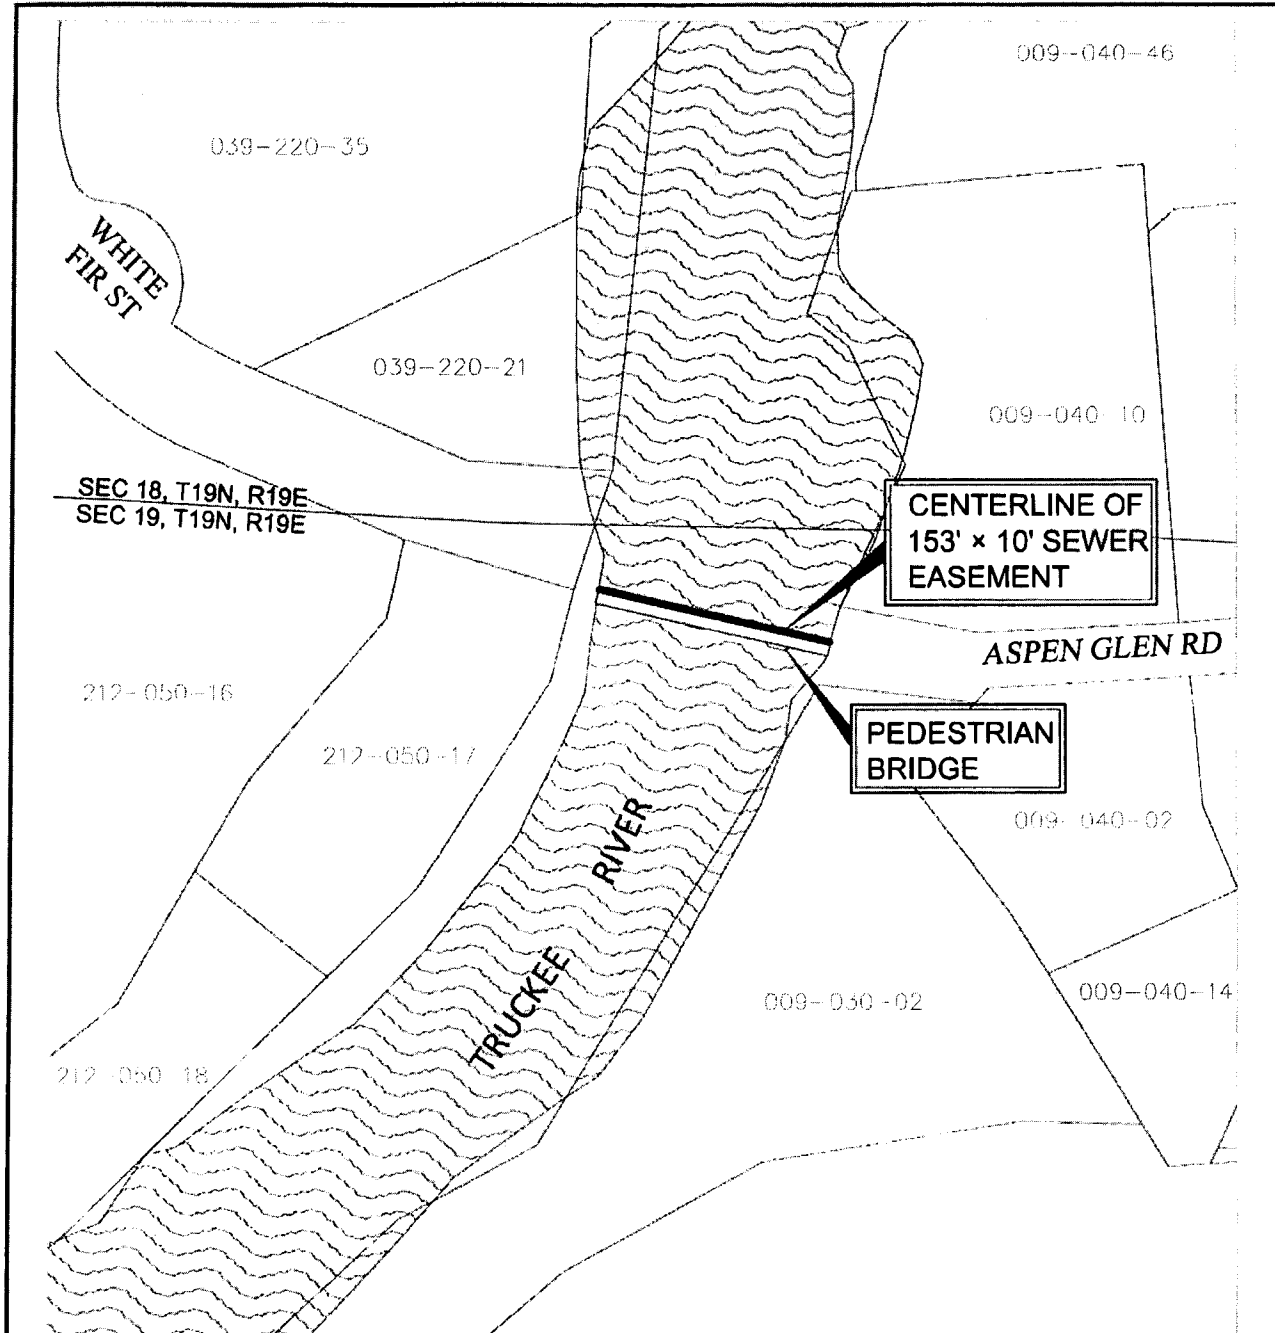 009-040-46
039-220-35
WHITE
FIR ST
039-220-21
009-040-10
SEC 18, T19N, R19E
SEC 19, T19N, R19E
CENTERLINE OF
153' × 10' SEWER
EASEMENT
ASPEN GLEN RD
212-050-16
PEDESTRIAN
BRIDGE
212-050-17
009-040-02
TRUCKEE RIVER
009-030-02
009-040-14
212-050-18